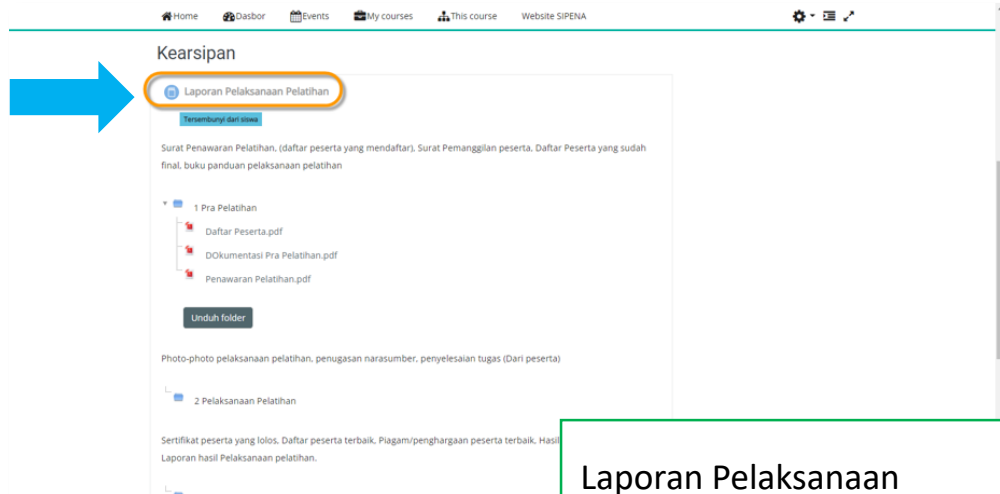 Home Dasbor Events My courses This course Website SIPENA
Kearsipan
Laporan Pelaksanaan Pelatihan
Tersembunyi dari siswa
Surat Penawaran Pelatihan, (daftar peserta yang mendaftar), Surat Pemanggilan peserta, Daftar Peserta yang sudah
final, buku panduan pelaksanaan pelatihan
1 Pra Pelatihan
Daftar Peserta.pdf
DOkumentasi Pra Pelatihan.pdf
Penawaran Pelatihan.pdf
Unduh folder
Photo-photo pelaksanaan pelatihan, penugasan narasumber, penyelesaian tugas (Dari peserta)
2 Pelaksanaan Pelatihan
Sertifikat peserta yang lolos, Daftar peserta terbaik, Piagam/penghargaan peserta terbaik, Hasil
Laporan hasil Pelaksanaan pelatihan.
Laporan Pelaksanaan